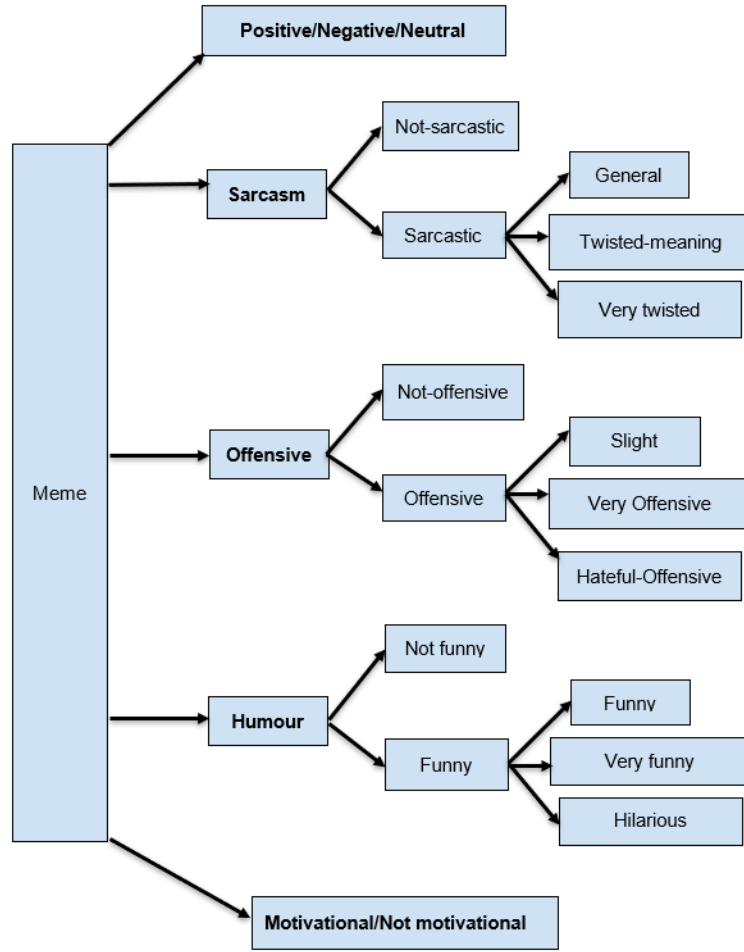 Positive/Negative/Neutral
Not-sarcastic
General
Sarcasm
Sarcastic
Twisted-meaning
Very twisted
Not-offensive
Slight
Offensive
Meme
Offensive
Very Offensive
Hateful-Offensive
Not funny
Funny
Humour
Funny
Very funny
Hilarious
Motivational/Not motivational